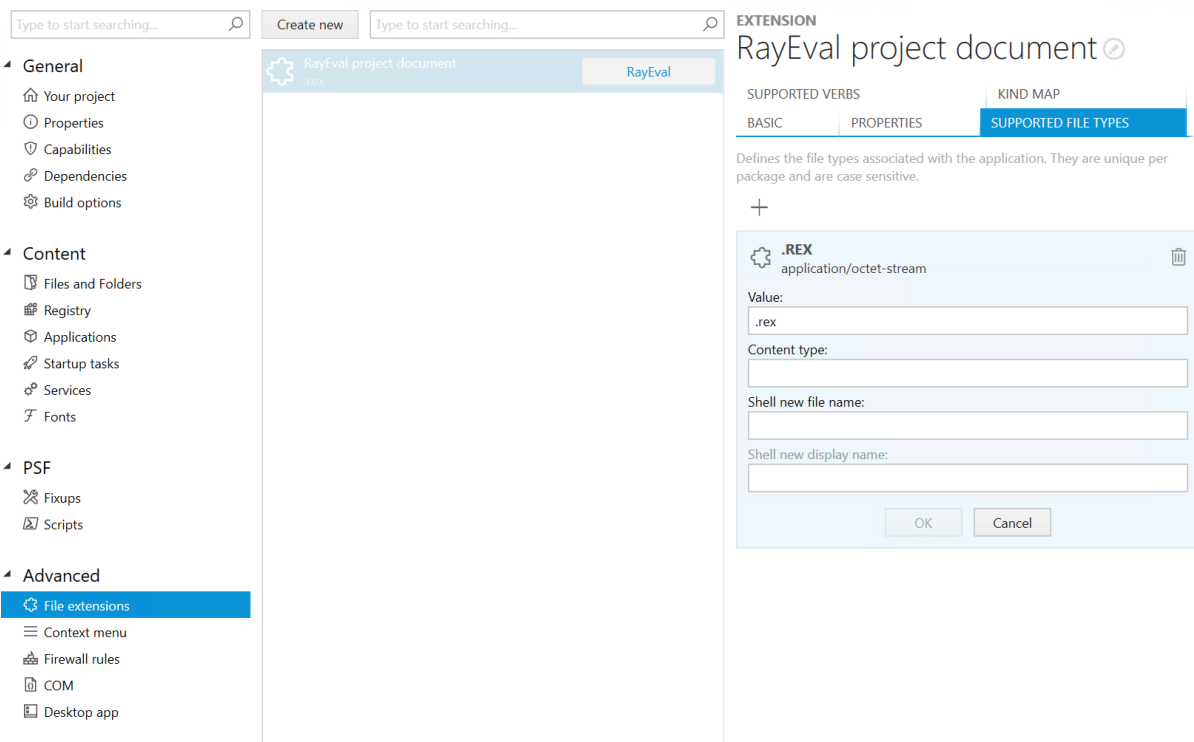 Type to start searching...
General
Your project
Properties
Capabilities
Dependencies
Build options
Content
Files and Folders
Registry
Applications
Startup tasks
Services
Fonts
PSF
Fixups
Scripts
Advanced
File extensions
Context menu
Firewall rules
COM
Desktop app
Create new
Type to start searching...
RayEval project document
.rex
RayEval
EXTENSION
RayEval project document
SUPPORTED VERBS
KIND MAP
BASIC
PROPERTIES
SUPPORTED FILE TYPES
Defines the file types associated with the application. They are unique per
package and are case sensitive.
.REX
application/octet-stream
Value:
.rex
Content type:
Shell new file name:
Shell new display name:
OK
Cancel